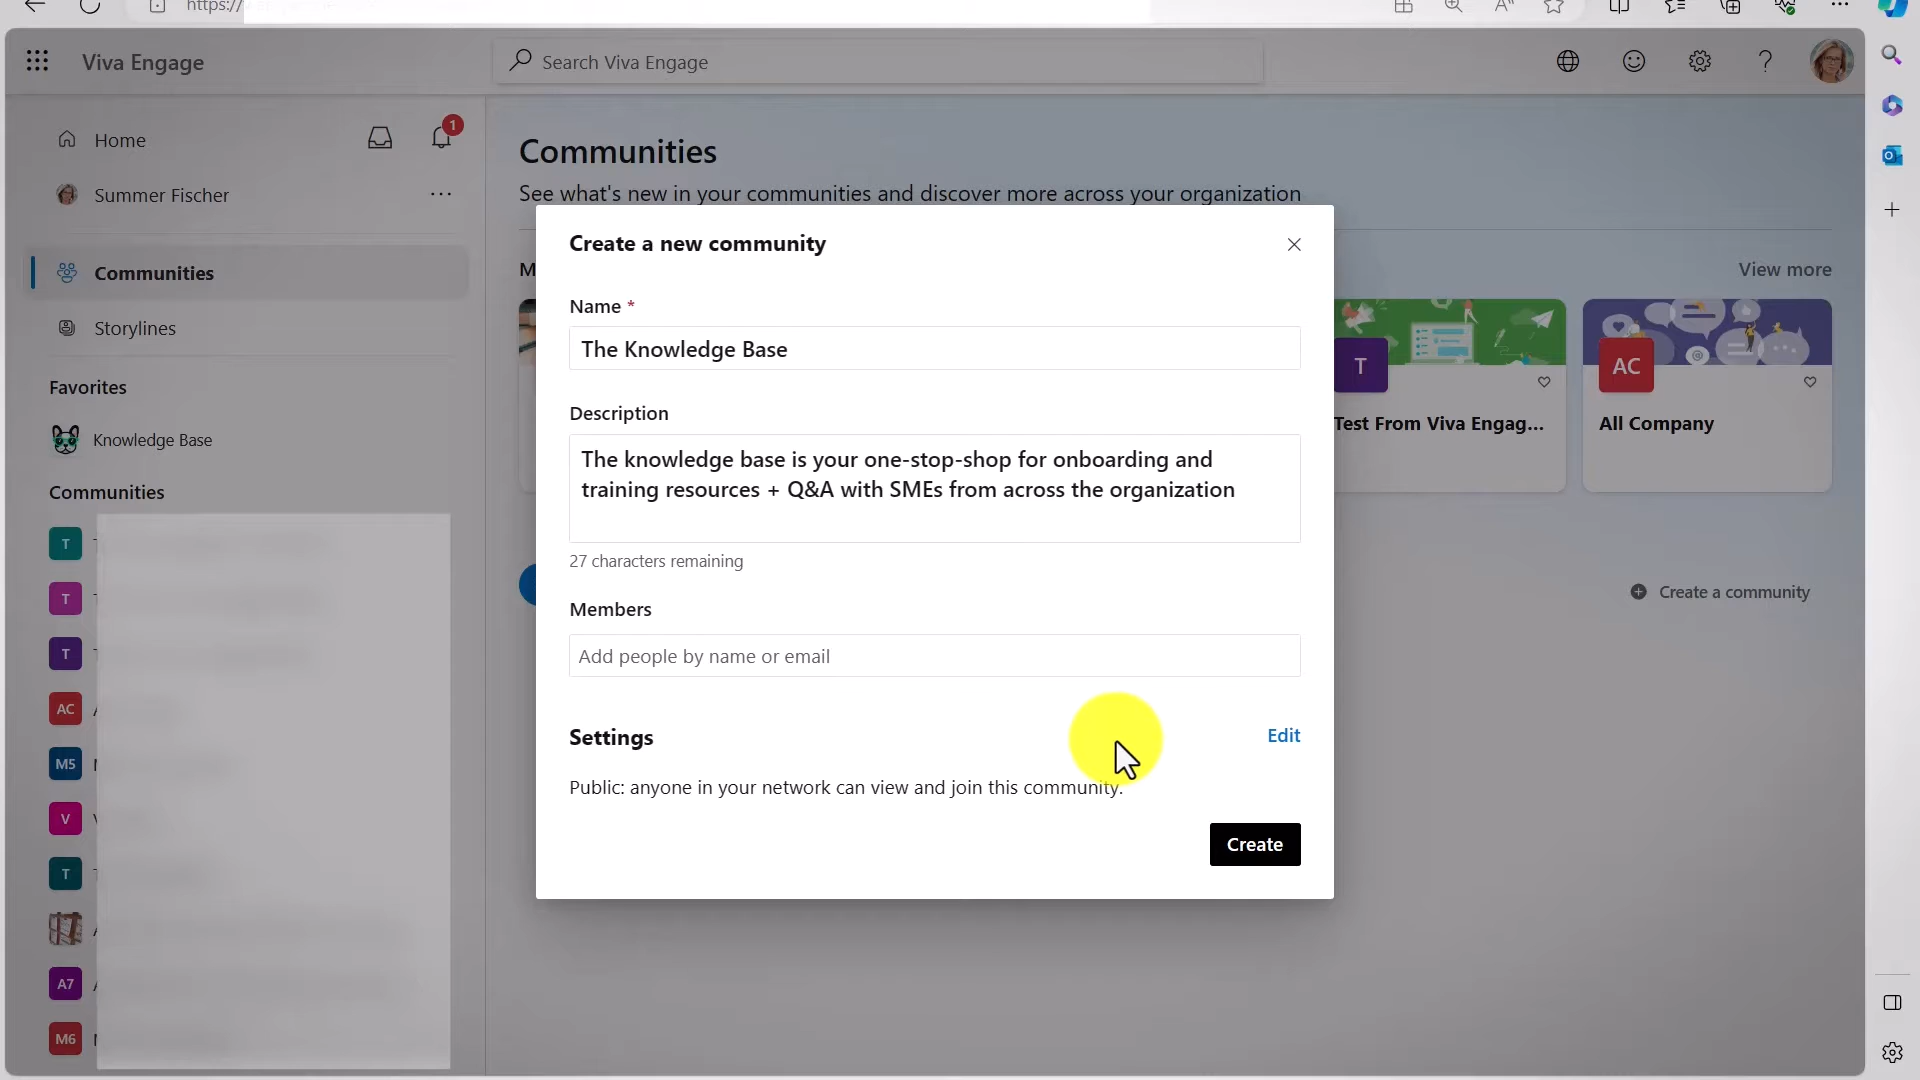 https://
Viva Engage
Search Viva Engage
Home
1
Summer Fischer
Communities
Storylines
Favorites
Knowledge Base
Communities
T
T
T
AC
M5
V
T
A7
M6
Communities
See what's new in your communities and discover more across your organization
M
View more
T
Test From Viva Engag...
AC
All Company
Create a community
Create a new community
Name *
The Knowledge Base
Description
The knowledge base is your one-stop-shop for onboarding and
training resources + Q&A with SMEs from across the organization
27 characters remaining
Members
Add people by name or email
Settings
Edit
Public: anyone in your network can view and join this community.
Create